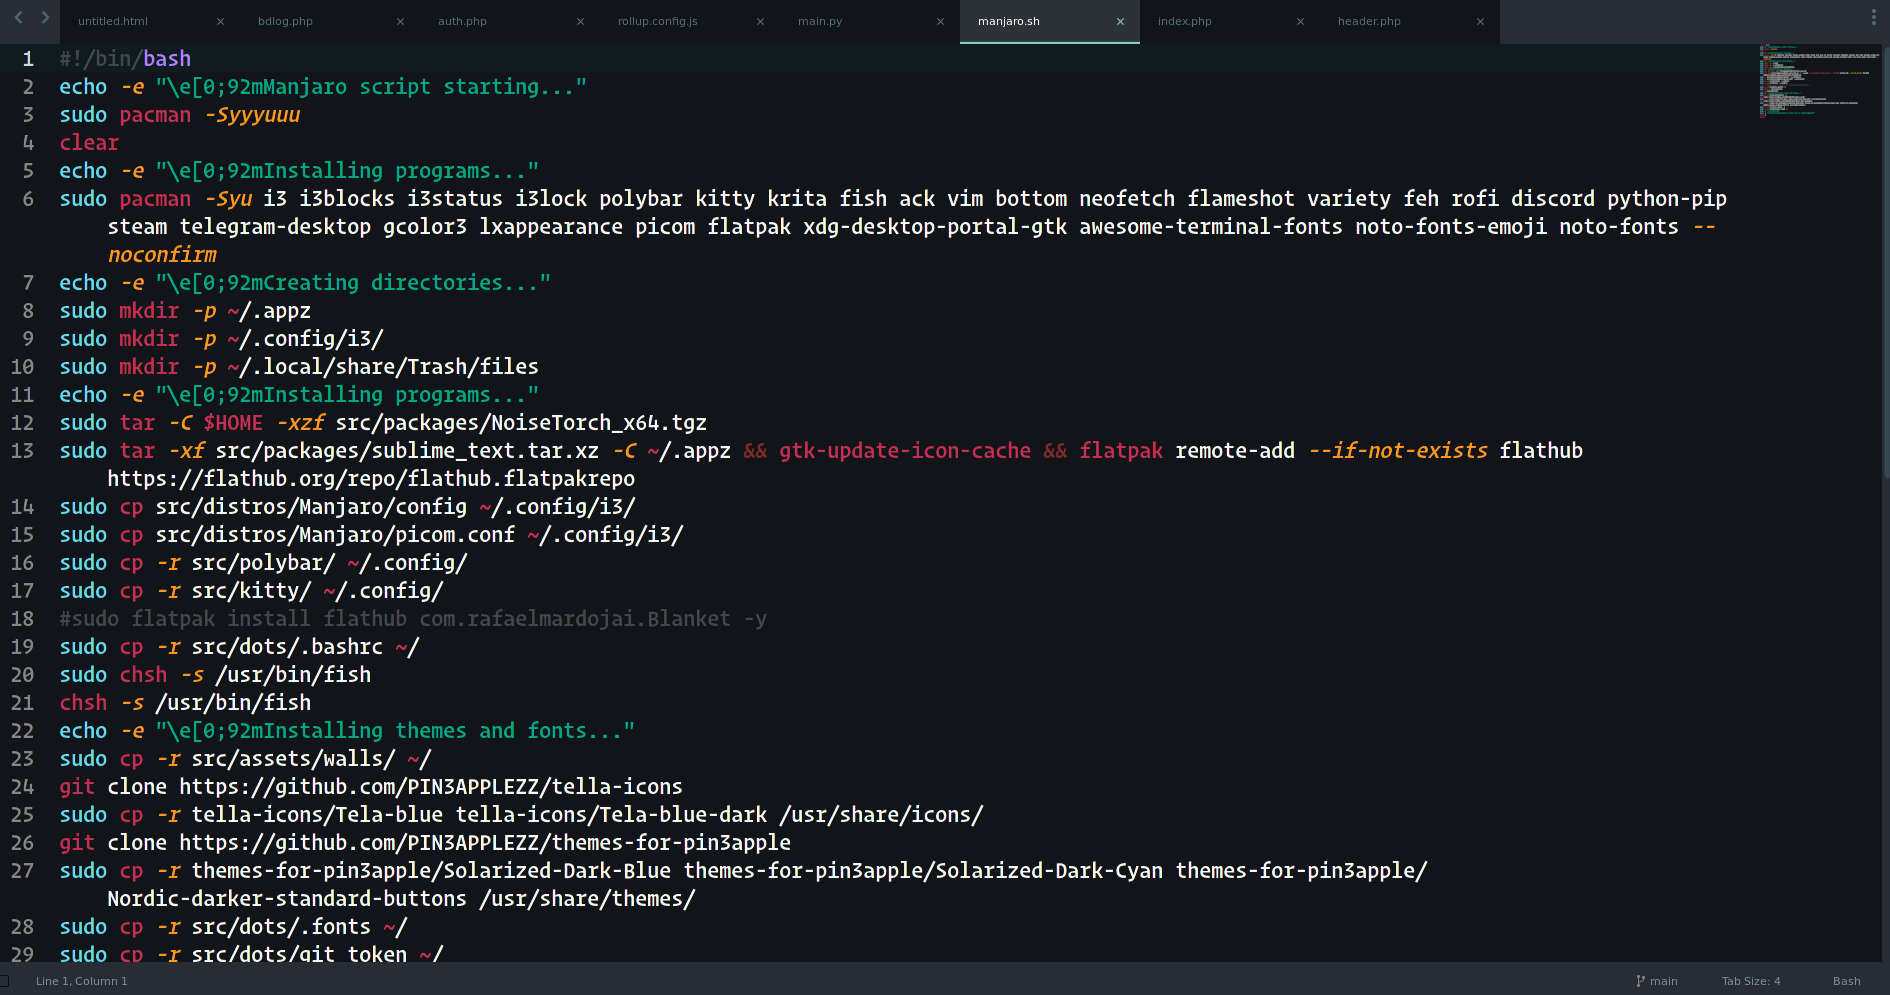 untitled.html × bdlog.php × auth.php × rollup.config.js × main.py × manjaro.sh × index.php × header.php ×
1 #!/bin/bash
2 echo -e "\e[0;92mManjaro script starting..."
3 sudo pacman -Syyyuuu
4 clear
5 echo -e "\e[0;92mInstalling programs..."
6 sudo pacman -Syu i3 i3blocks i3status i3lock polybar kitty krita fish ack vim bottom neofetch flameshot variety feh rofi discord python-pip
steam telegram-desktop gcolor3 lxappearance picom flatpak xdg-desktop-portal-gtk awesome-terminal-fonts noto-fonts-emoji noto-fonts --
noconfirm
7 echo -e "\e[0;92mCreating directories..."
8 sudo mkdir -p ~/.appz
9 sudo mkdir -p ~/.config/i3/
10 sudo mkdir -p ~/.local/share/Trash/files
11 echo -e "\e[0;92mInstalling programs..."
12 sudo tar -C $HOME -xzf src/packages/NoiseTorch_x64.tgz
13 sudo tar -xf src/packages/sublime_text.tar.xz -C ~/.appz && gtk-update-icon-cache && flatpak remote-add --if-not-exists flathub
https://flathub.org/repo/flathub.flatpakrepo
14 sudo cp src/distros/Manjaro/config ~/.config/i3/
15 sudo cp src/distros/Manjaro/picom.conf ~/.config/i3/
16 sudo cp -r src/polybar/ ~/.config/
17 sudo cp -r src/kitty/ ~/.config/
18 #sudo flatpak install flathub com.rafaelmardojai.Blanket -y
19 sudo cp -r src/dots/.bashrc ~/
20 sudo chsh -s /usr/bin/fish
21 chsh -s /usr/bin/fish
22 echo -e "\e[0;92mInstalling themes and fonts..."
23 sudo cp -r src/assets/walls/ ~/
24 git clone https://github.com/PIN3APPLEZZ/tella-icons
25 sudo cp -r tella-icons/Tela-blue tella-icons/Tela-blue-dark /usr/share/icons/
26 git clone https://github.com/PIN3APPLEZZ/themes-for-pin3apple
27 sudo cp -r themes-for-pin3apple/Solarized-Dark-Blue themes-for-pin3apple/Solarized-Dark-Cyan themes-for-pin3apple/
Nordic-darker-standard-buttons /usr/share/themes/
28 sudo cp -r src/dots/.fonts ~/
29 sudo cp -r src/dots/git_token ~/
Line 1, Column 1 main Tab Size: 4 Bash